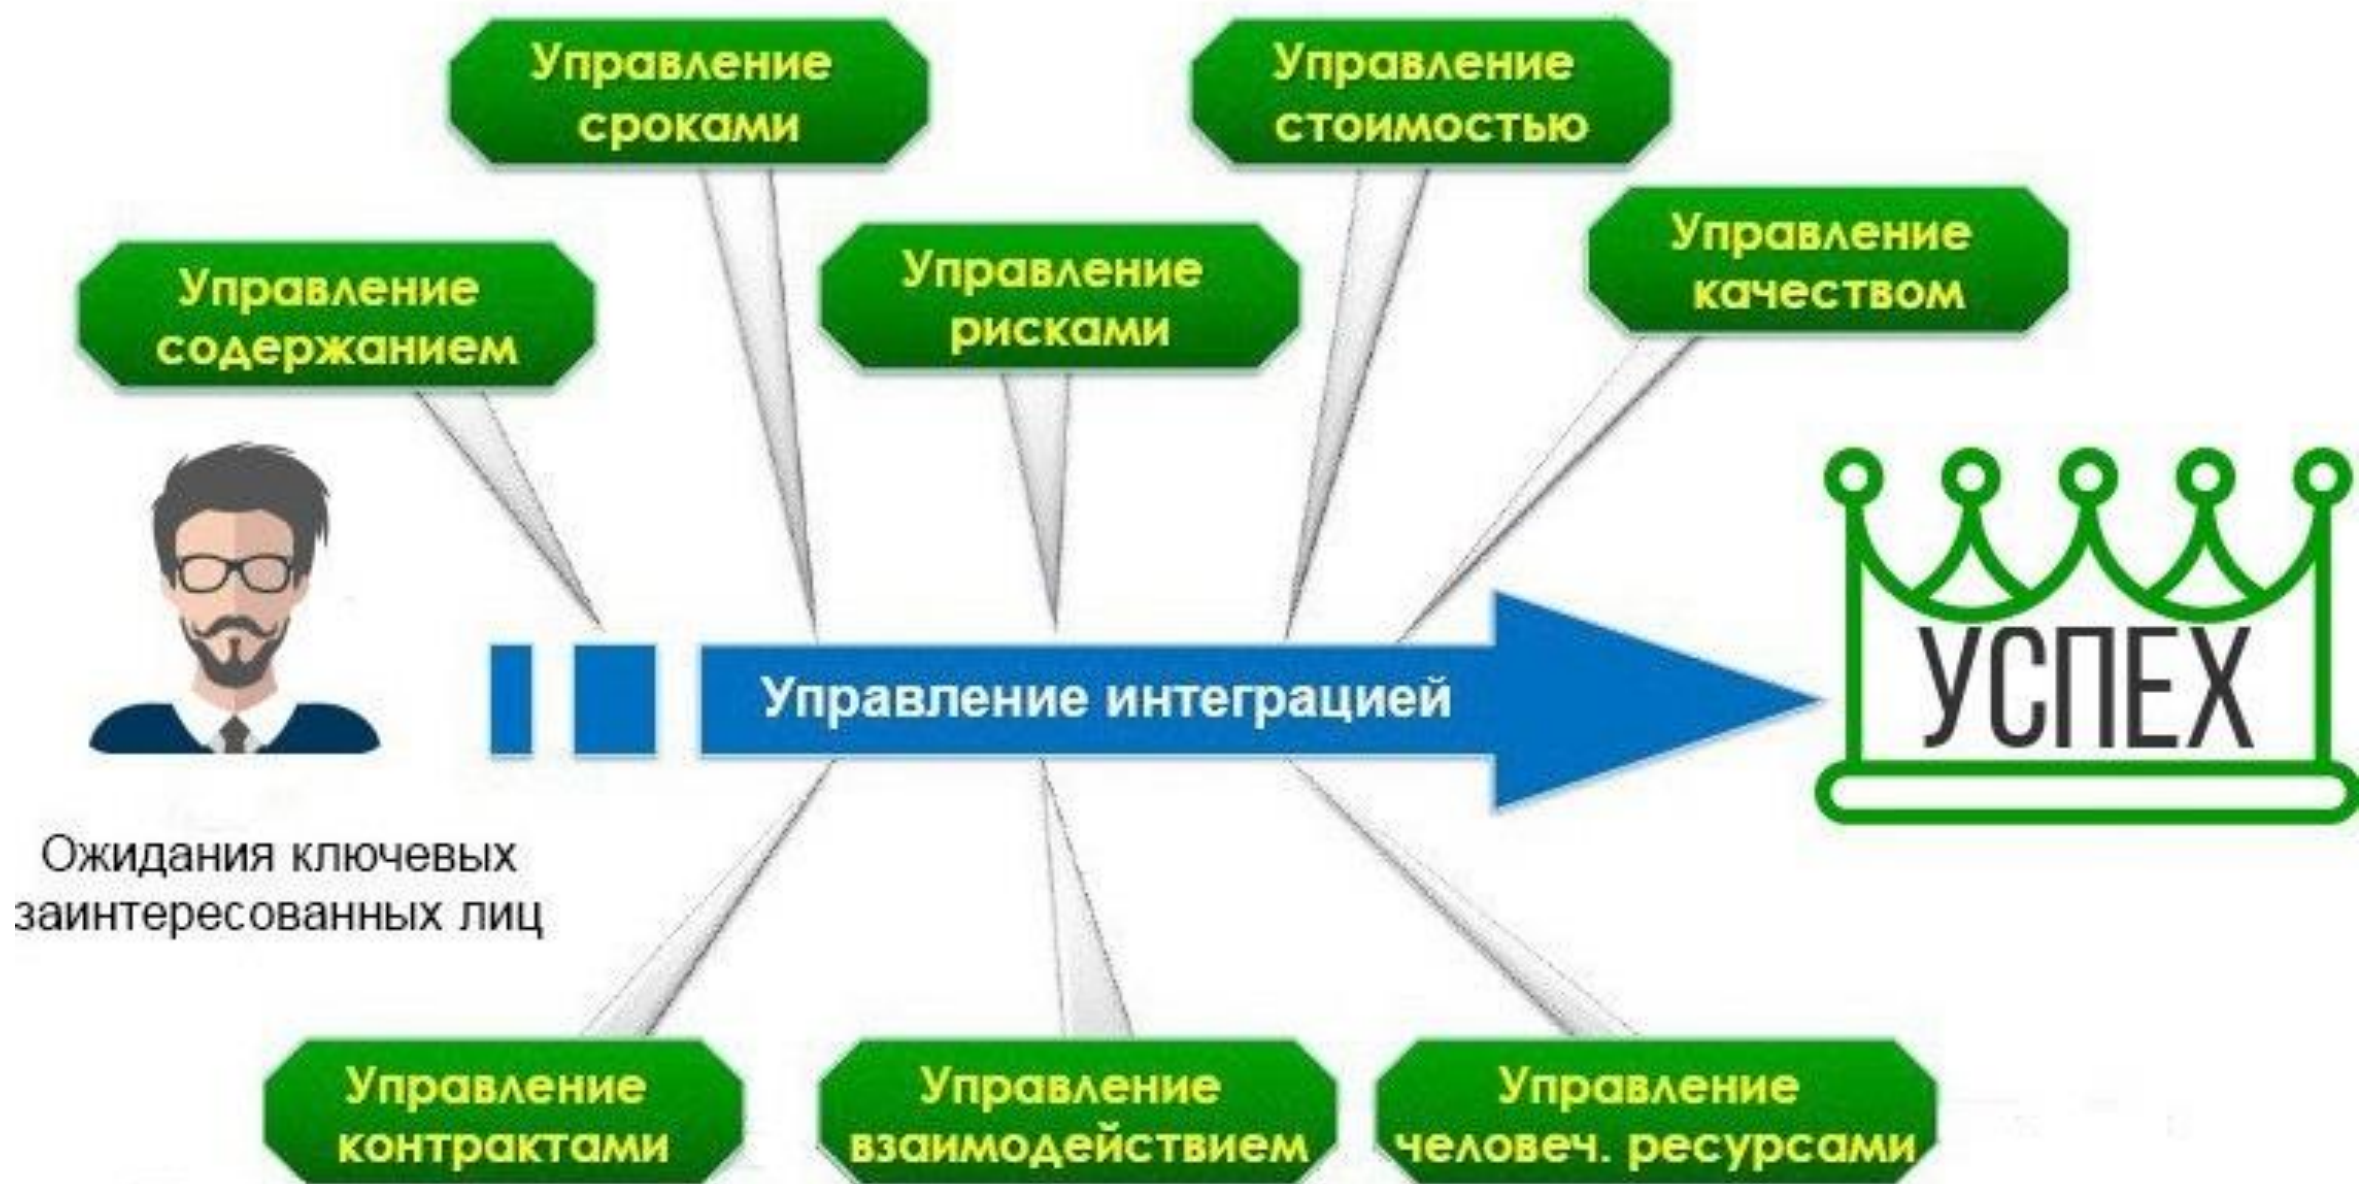 Управление
сроками
Управление
стоимостью
Управление
содержанием
Управление
рисками
Управление
качеством
Управление интеграцией
УСПЕХ
Ожидания ключевых
заинтересованных лиц
Управление
контрактами
Управление
взаимодействием
Управление
человеч. ресурсами